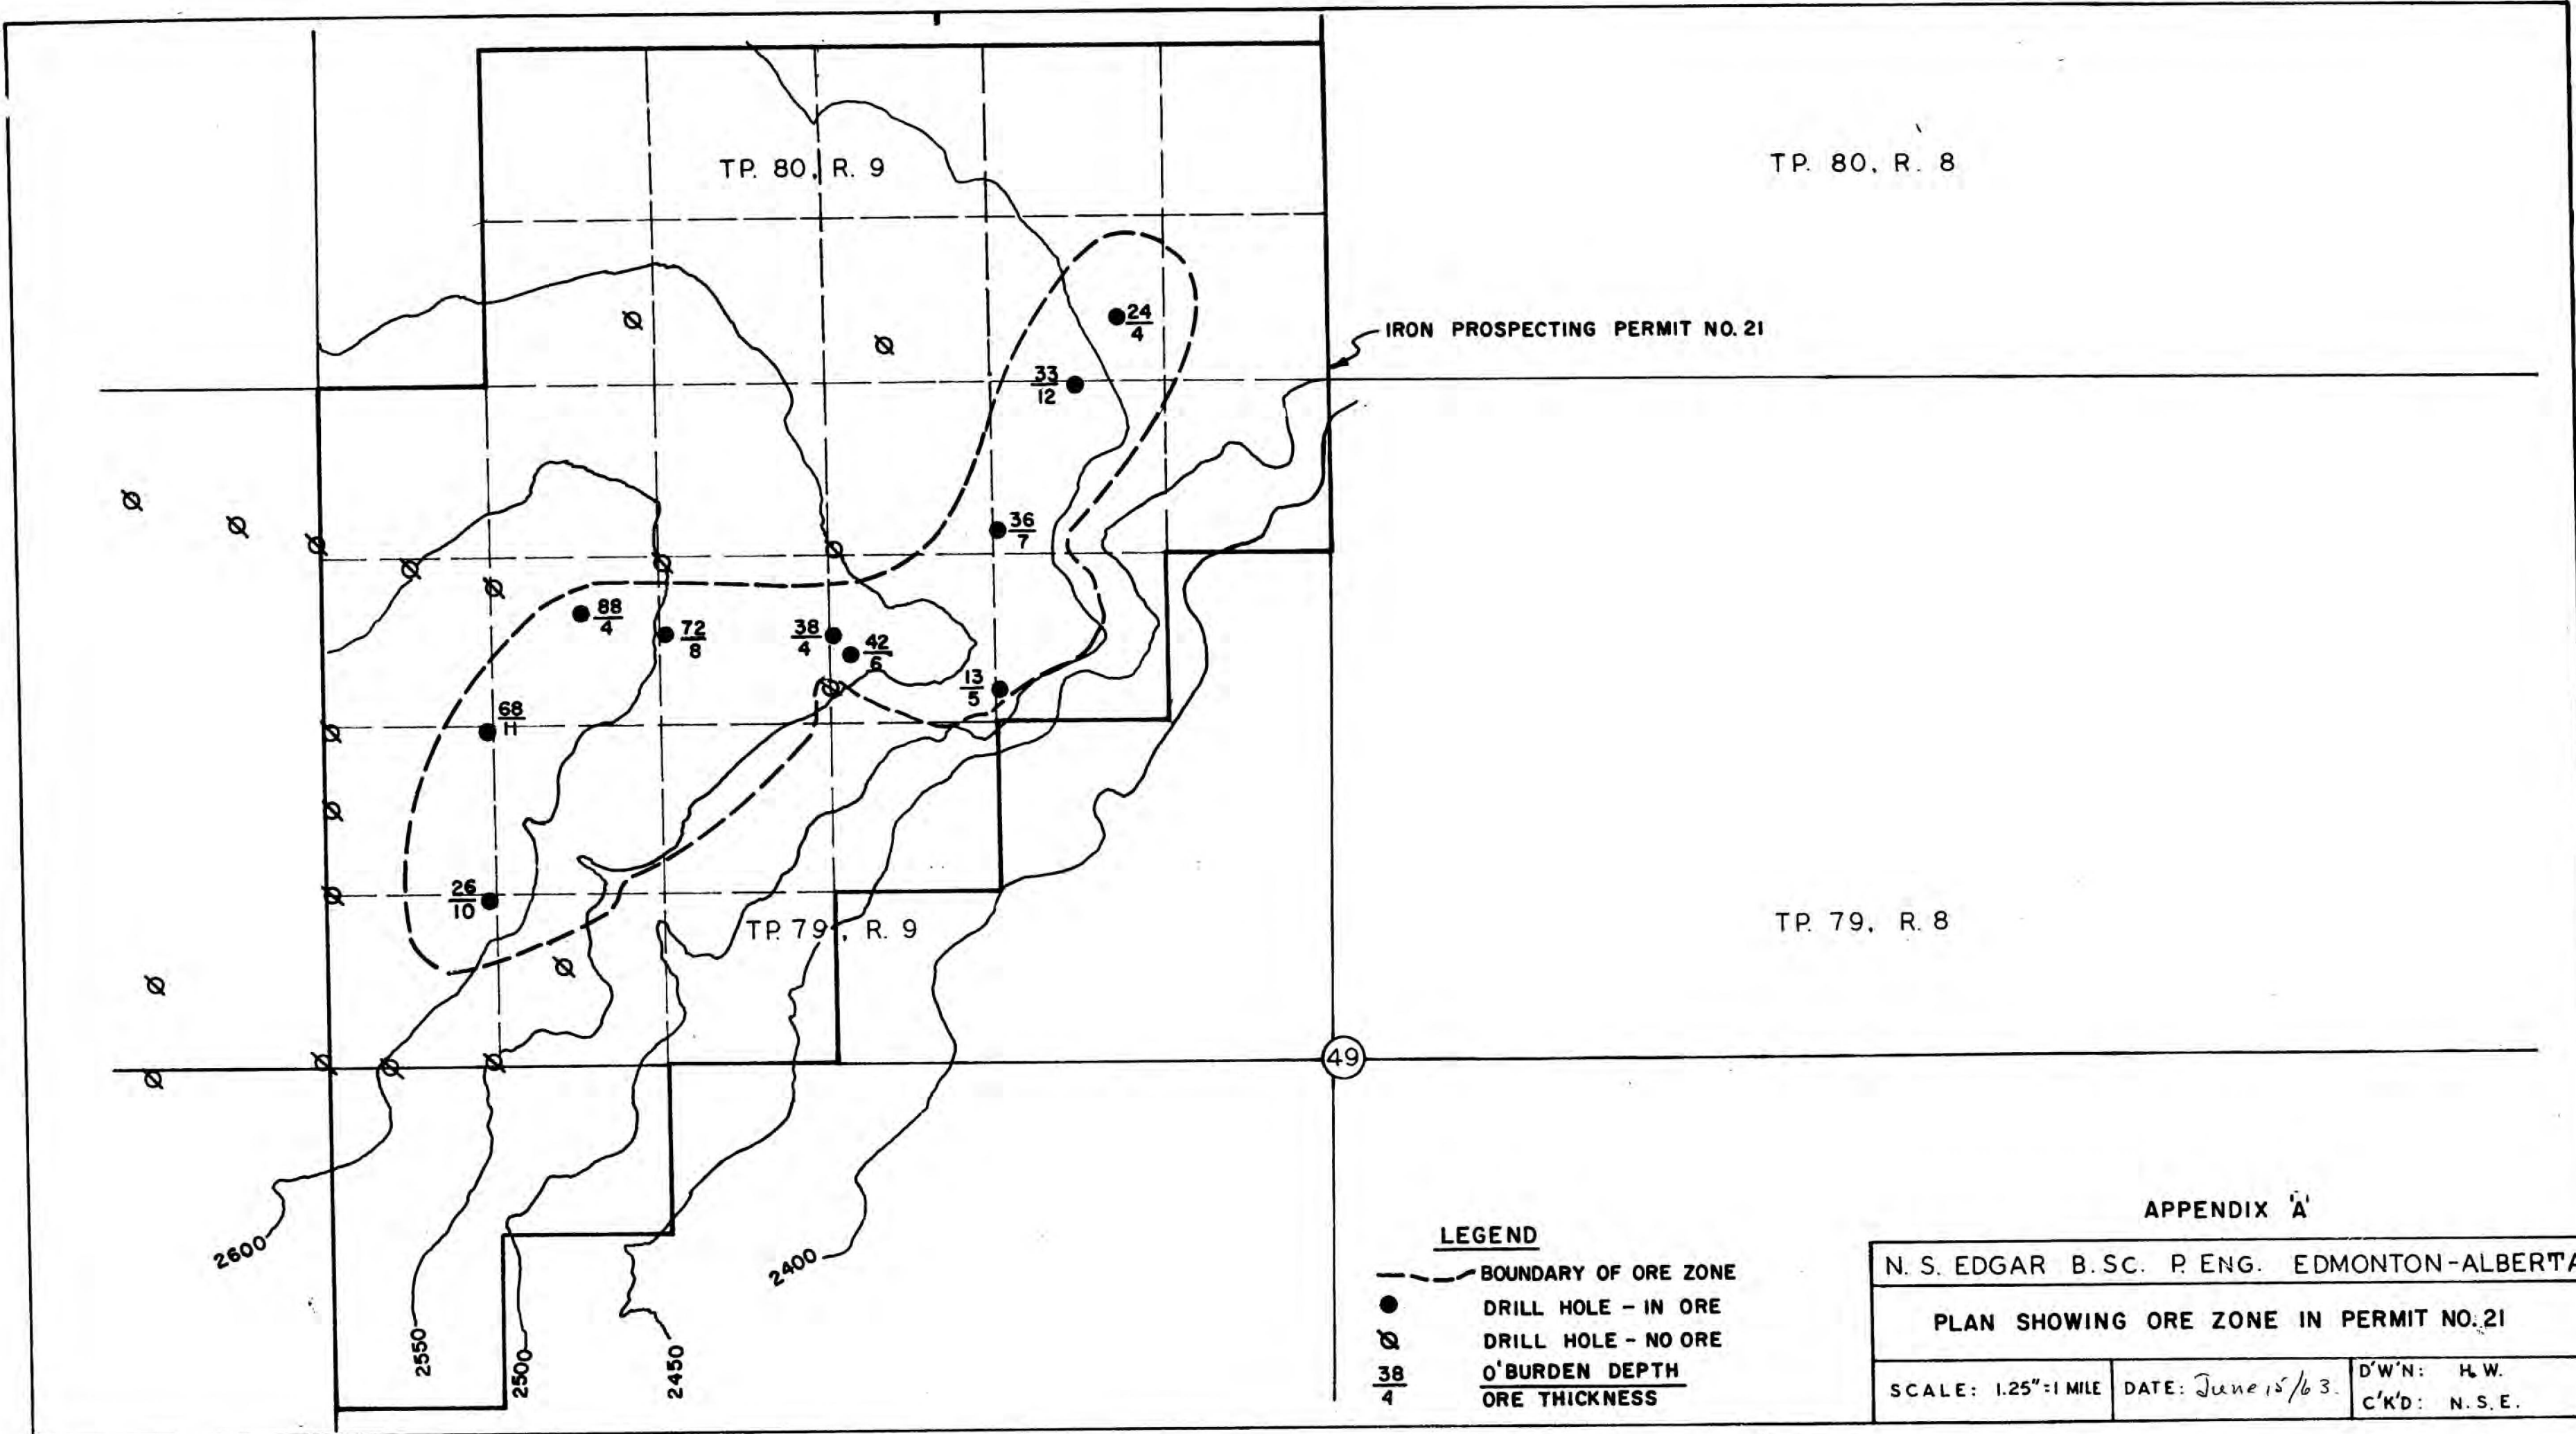 TP. 80, R. 9
TP. 80, R. 8
IRON PROSPECTING PERMIT NO. 21
24
4
33
12
36
7
88
4
72
8
38
4
42
6
13
5
68
11
26
10
TP. 79, R. 9
TP. 79, R. 8
49
2600
2550
2500
2450
2400
LEGEND
BOUNDARY OF ORE ZONE
DRILL HOLE - IN ORE
DRILL HOLE - NO ORE
38
4
O'BURDEN DEPTH
ORE THICKNESS
APPENDIX 'A'
N. S. EDGAR B.SC. P. ENG. EDMONTON-ALBERTA
PLAN SHOWING ORE ZONE IN PERMIT NO. 21
SCALE: 1.25"=1 MILE
DATE: June 15/63.
D'W'N: H.W.
C'K'D: N.S.E.